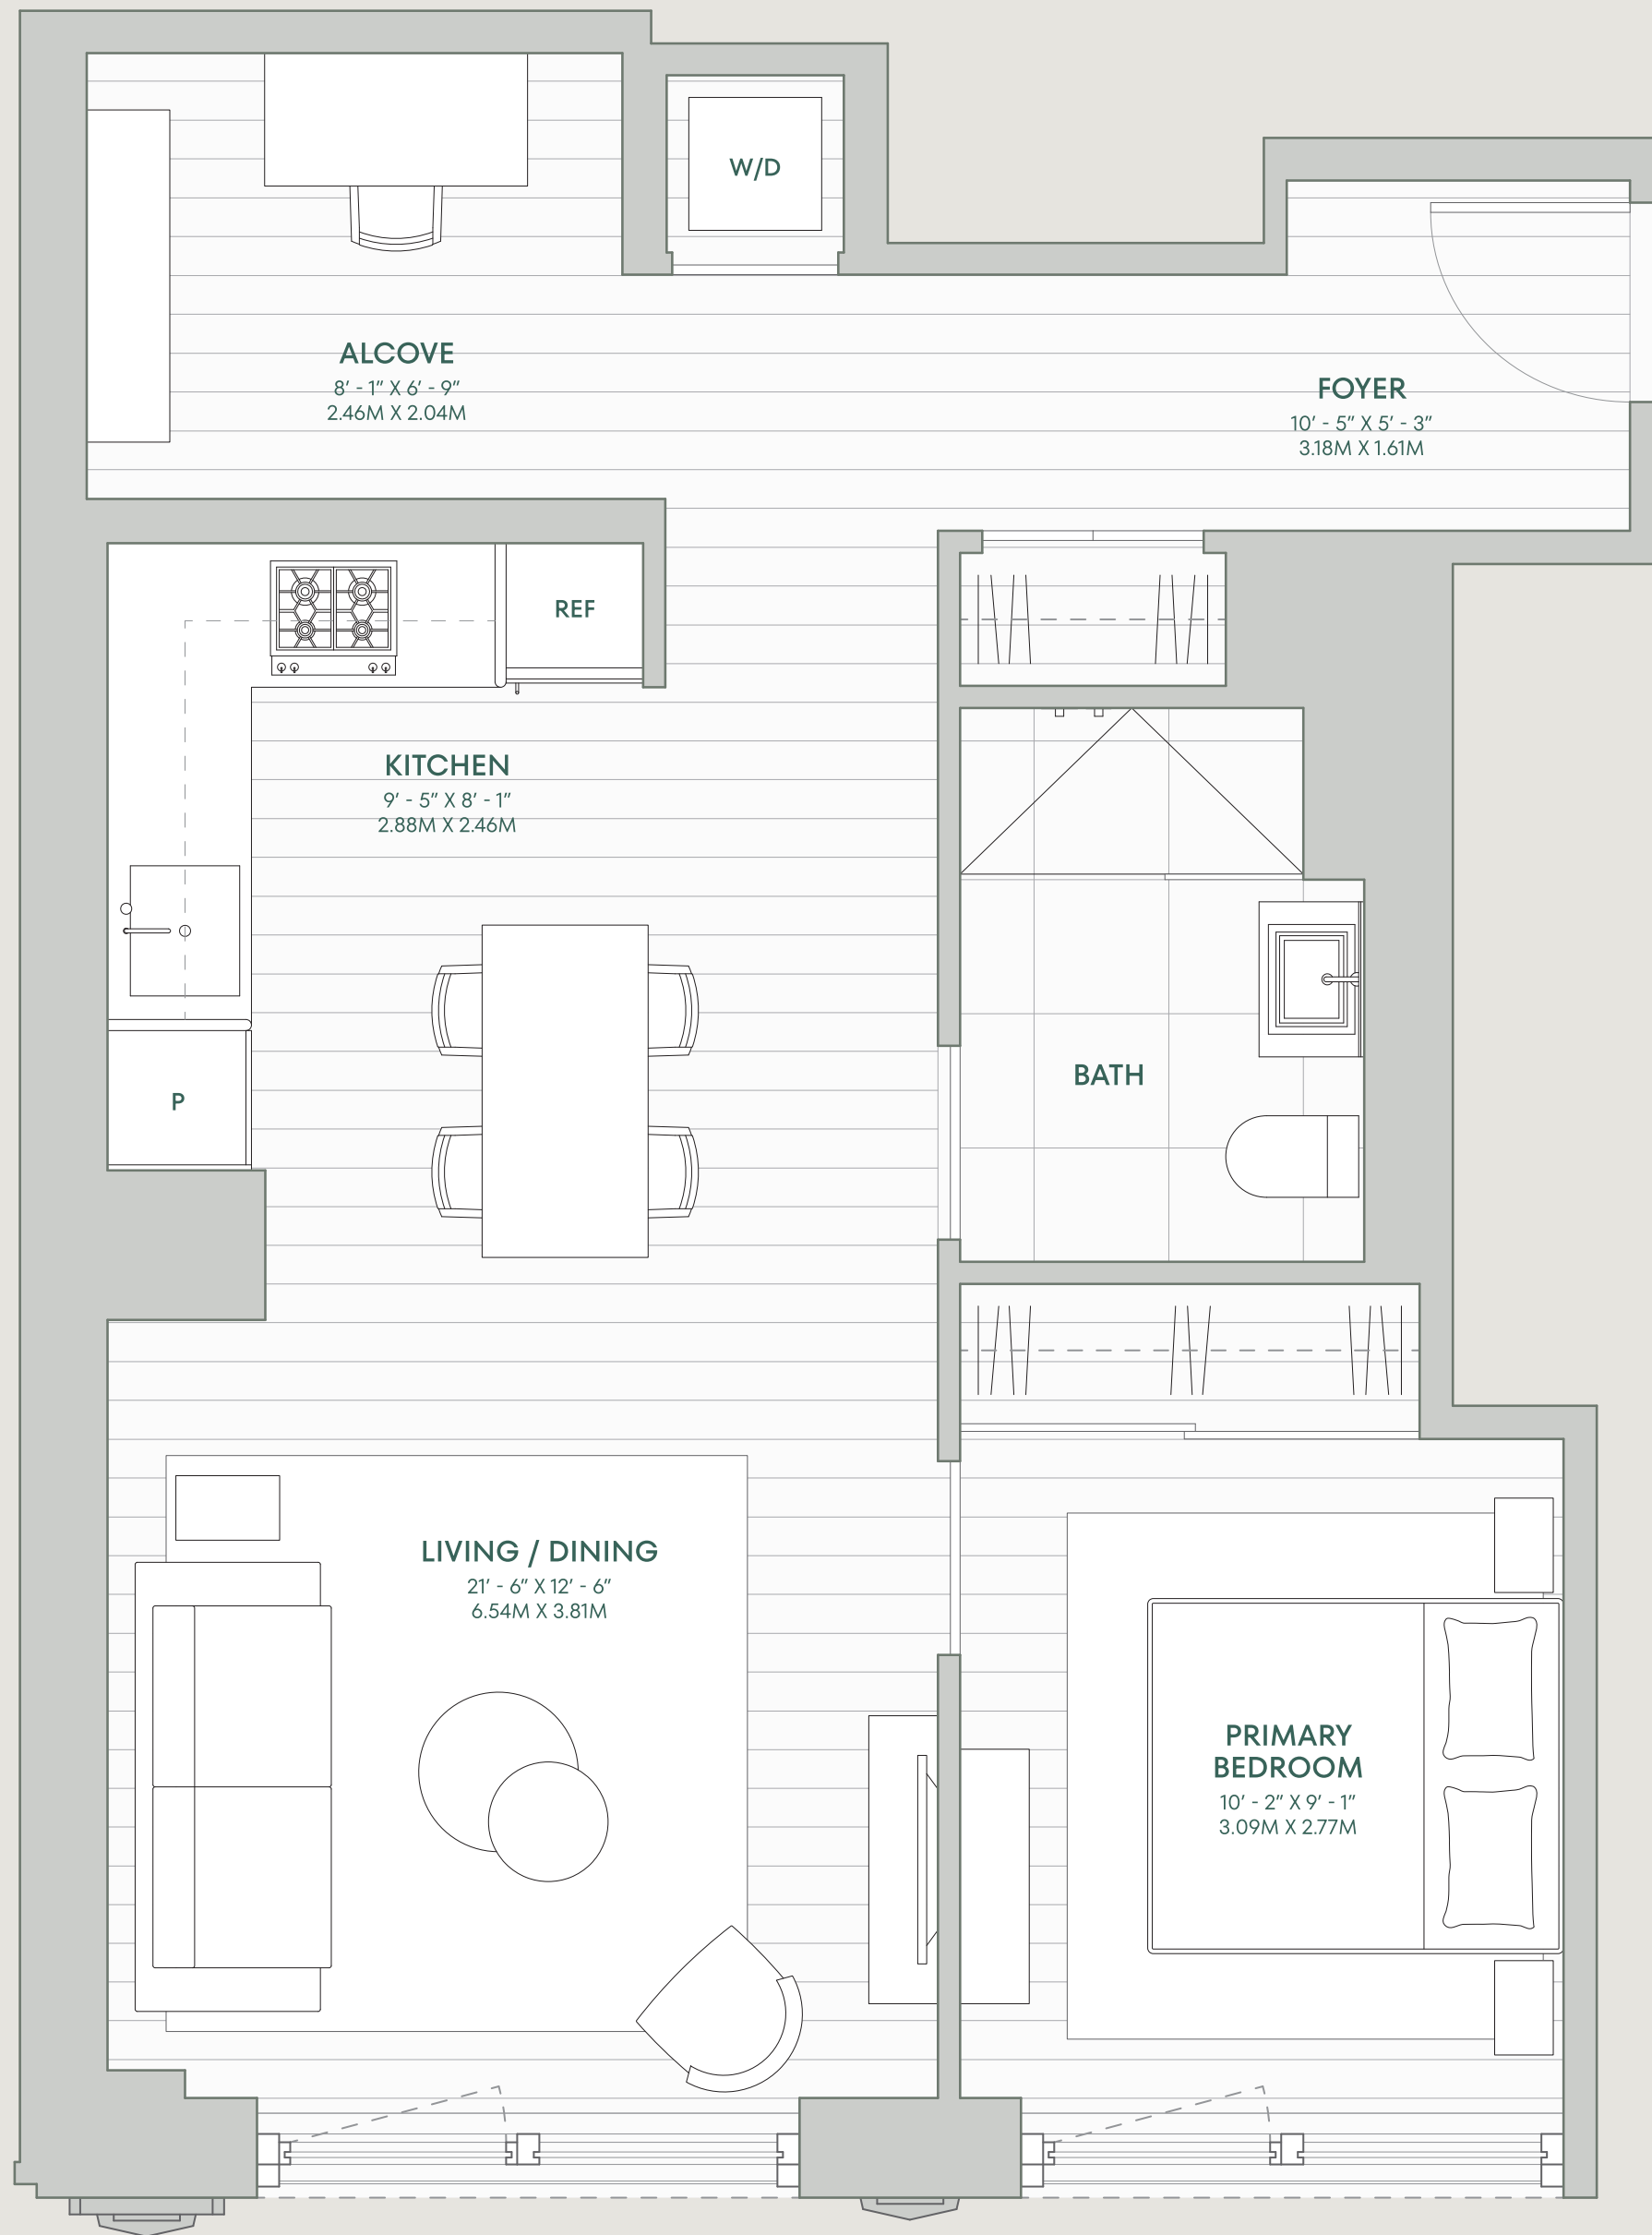 W/D
ALCOVE
8’ - 1” X 6’ - 9”
2.46M X 2.04M
FOYER
10’ - 5” X 5’ - 3”
3.18M X 1.61M
REF
KITCHEN
9’ - 5” X 8’ - 1”
2.88M X 2.46M
BATH
P
LIVING / DINING
21’ - 6” X 12’ - 6”
6.54M X 3.81M
PRIMARY
BEDROOM
10’ - 2” X 9’ - 1”
3.09M X 2.77M